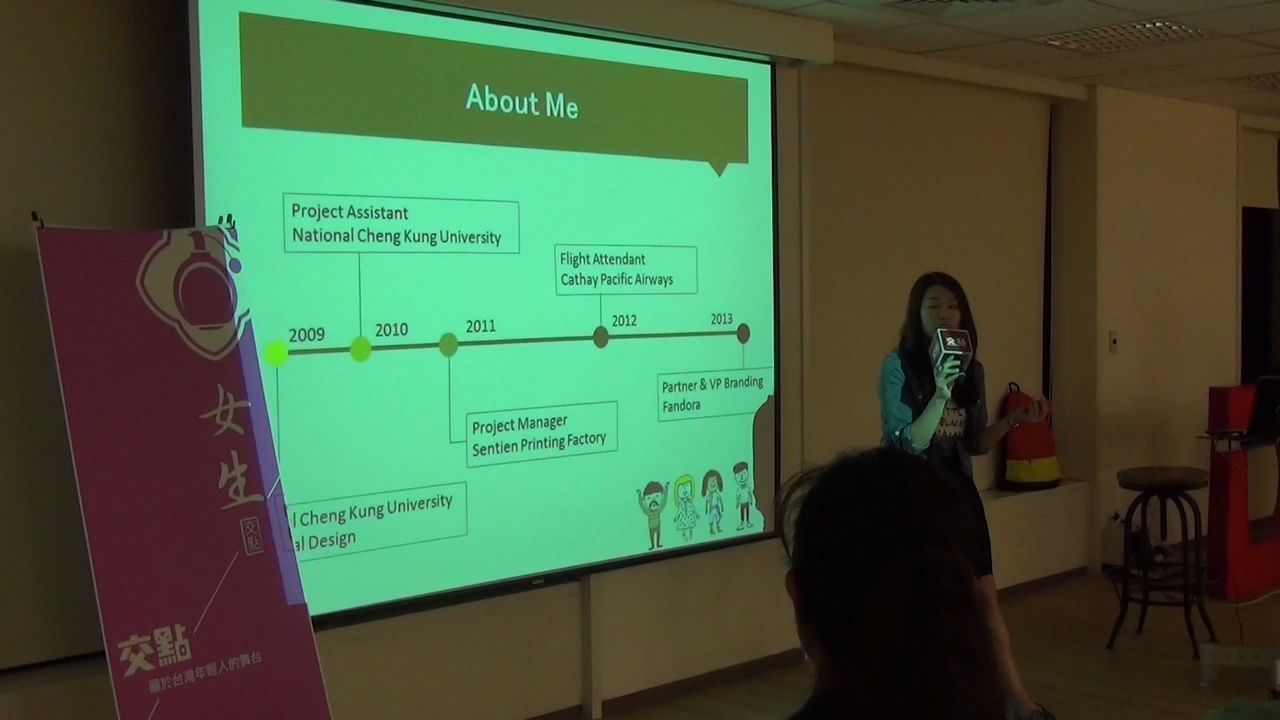 About Me
Project Assistant
National Cheng Kung University
Flight Attendant
Cathay Pacific Airways
2009
2010
2011
2012
2013
Partner & VP Branding
Fandora
Project Manager
Sentien Printing Factory
l Cheng Kung University
al Design
女生
交點
交點
屬於台灣年輕人的舞台